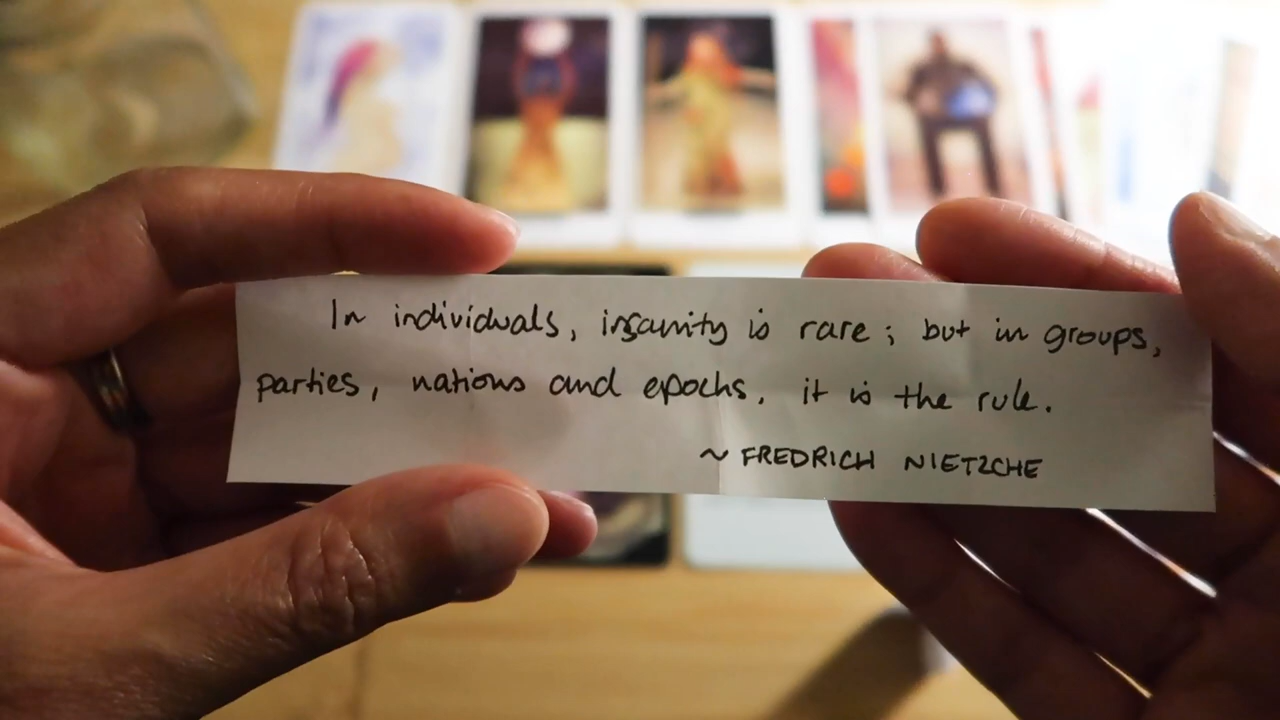 In individuals, insanity is rare; but in groups,
parties, nations and epochs, it is the rule.
~ FREDRICH NIETZCHE